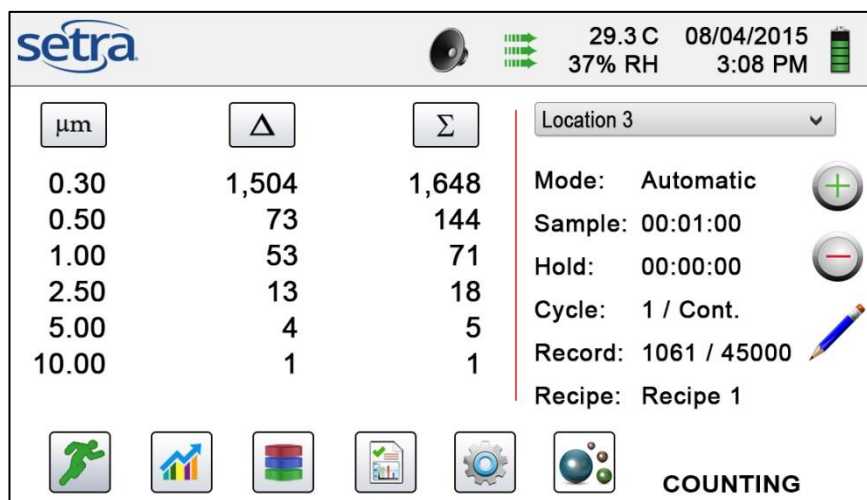 setra
29.3 C 08/04/2015
37% RH 3:08 PM
µm Δ Σ
0.30 1,504 1,648
0.50 73 144
1.00 53 71
2.50 13 18
5.00 4 5
10.00 1 1
Location 3
Mode: Automatic
Sample: 00:01:00
Hold: 00:00:00
Cycle: 1 / Cont.
Record: 1061 / 45000
Recipe: Recipe 1
COUNTING